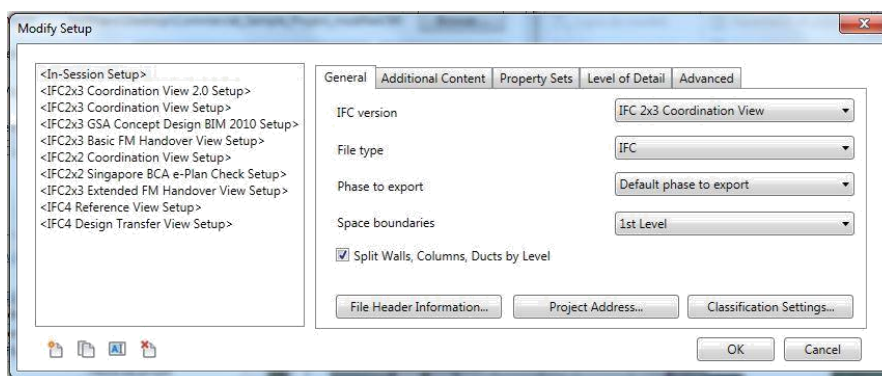 Modify Setup
<In-Session Setup>
<IFC2x3 Coordination View 2.0 Setup>
<IFC2x3 Coordination View Setup>
<IFC2x3 GSA Concept Design BIM 2010 Setup>
<IFC2x3 Basic FM Handover View Setup>
<IFC2x2 Coordination View Setup>
<IFC2x2 Singapore BCA e-Plan Check Setup>
<IFC2x3 Extended FM Handover View Setup>
<IFC4 Reference View Setup>
<IFC4 Design Transfer View Setup>
General Additional Content Property Sets Level of Detail Advanced
IFC version IFC 2x3 Coordination View
File type IFC
Phase to export Default phase to export
Space boundaries 1st Level
Split Walls, Columns, Ducts by Level
File Header Information... Project Address... Classification Settings...
OK Cancel